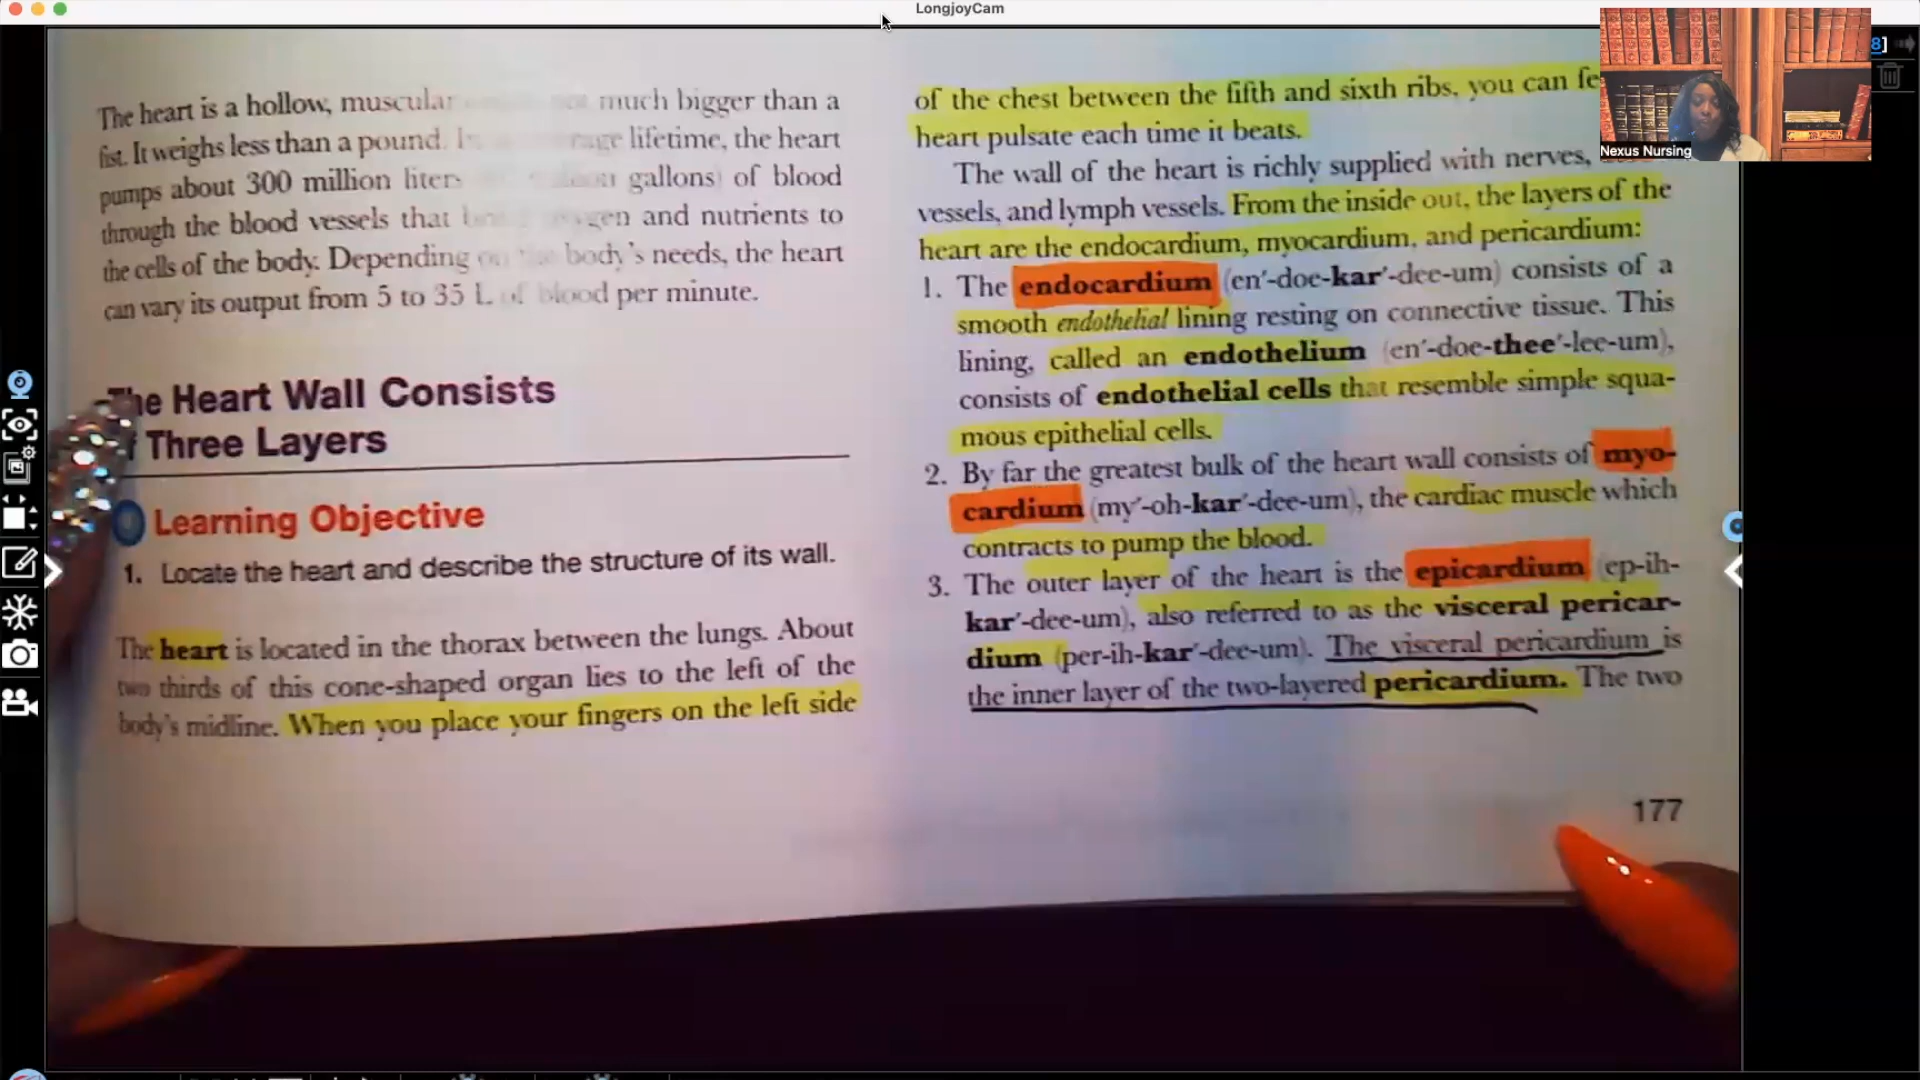 LongjoyCam
8]
Nexus Nursing
The heart is a hollow, muscular not much bigger than a
fist. It weighs less than a pound. In rage lifetime, the heart
pumps about 300 million liters gallons) of blood
through the blood vessels that bring oxygen and nutrients to
the cells of the body. Depending on the body's needs, the heart
can vary its output from 5 to 35 L of blood per minute.
The Heart Wall Consists
f Three Layers
Learning Objective
1. Locate the heart and describe the structure of its wall.
The heart is located in the thorax between the lungs. About
two thirds of this cone-shaped organ lies to the left of the
body's midline. When you place your fingers on the left side
of the chest between the fifth and sixth ribs, you can fe
heart pulsate each time it beats.
The wall of the heart is richly supplied with nerves,
vessels, and lymph vessels. From the inside out, the layers of the
heart are the endocardium, myocardium, and pericardium:
1. The endocardium (en′-doe-kar′-dee-um) consists of a
smooth endothelial lining resting on connective tissue. This
lining, called an endothelium (en′-doe-thee′-lee-um),
consists of endothelial cells that resemble simple squa-
mous epithelial cells.
2. By far the greatest bulk of the heart wall consists of myo-
cardium (my′-oh-kar′-dee-um), the cardiac muscle which
contracts to pump the blood.
3. The outer layer of the heart is the epicardium (ep-ih-
kar′-dee-um), also referred to as the visceral pericar-
dium (per-ih-kar′-dee-um). The visceral pericardium is
the inner layer of the two-layered pericardium. The two
177